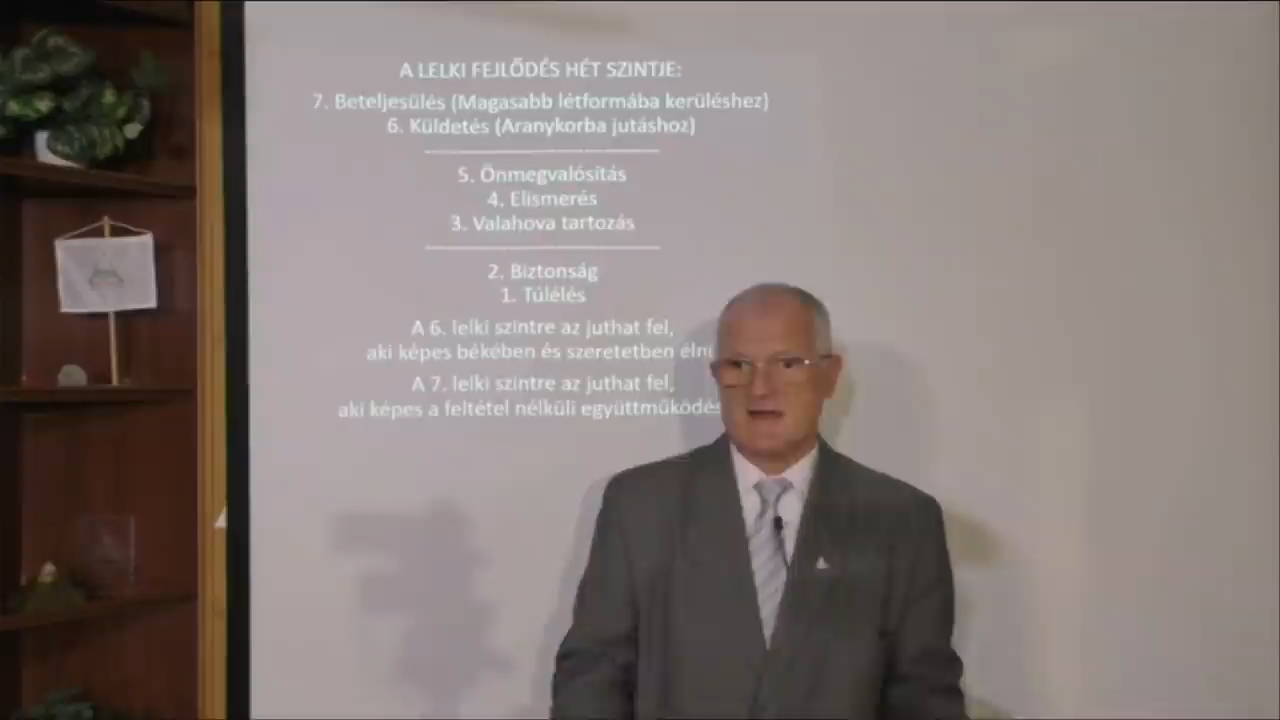 A LELKI FEJLŐDÉS HÉT SZINTJE:
7. Beteljesülés (Magasabb létformába kerüléshez)
6. Küldetés (Aranykorba jutáshoz)
5. Önmegvalósítás
4. Elismerés
3. Valahova tartozás
2. Biztonság
1. Túlélés
A 6. lelki szintre az juthat fel,
aki képes békében és szeretetben élni
A 7. lelki szintre az juthat fel,
aki képes a feltétel nélküli együttműködés